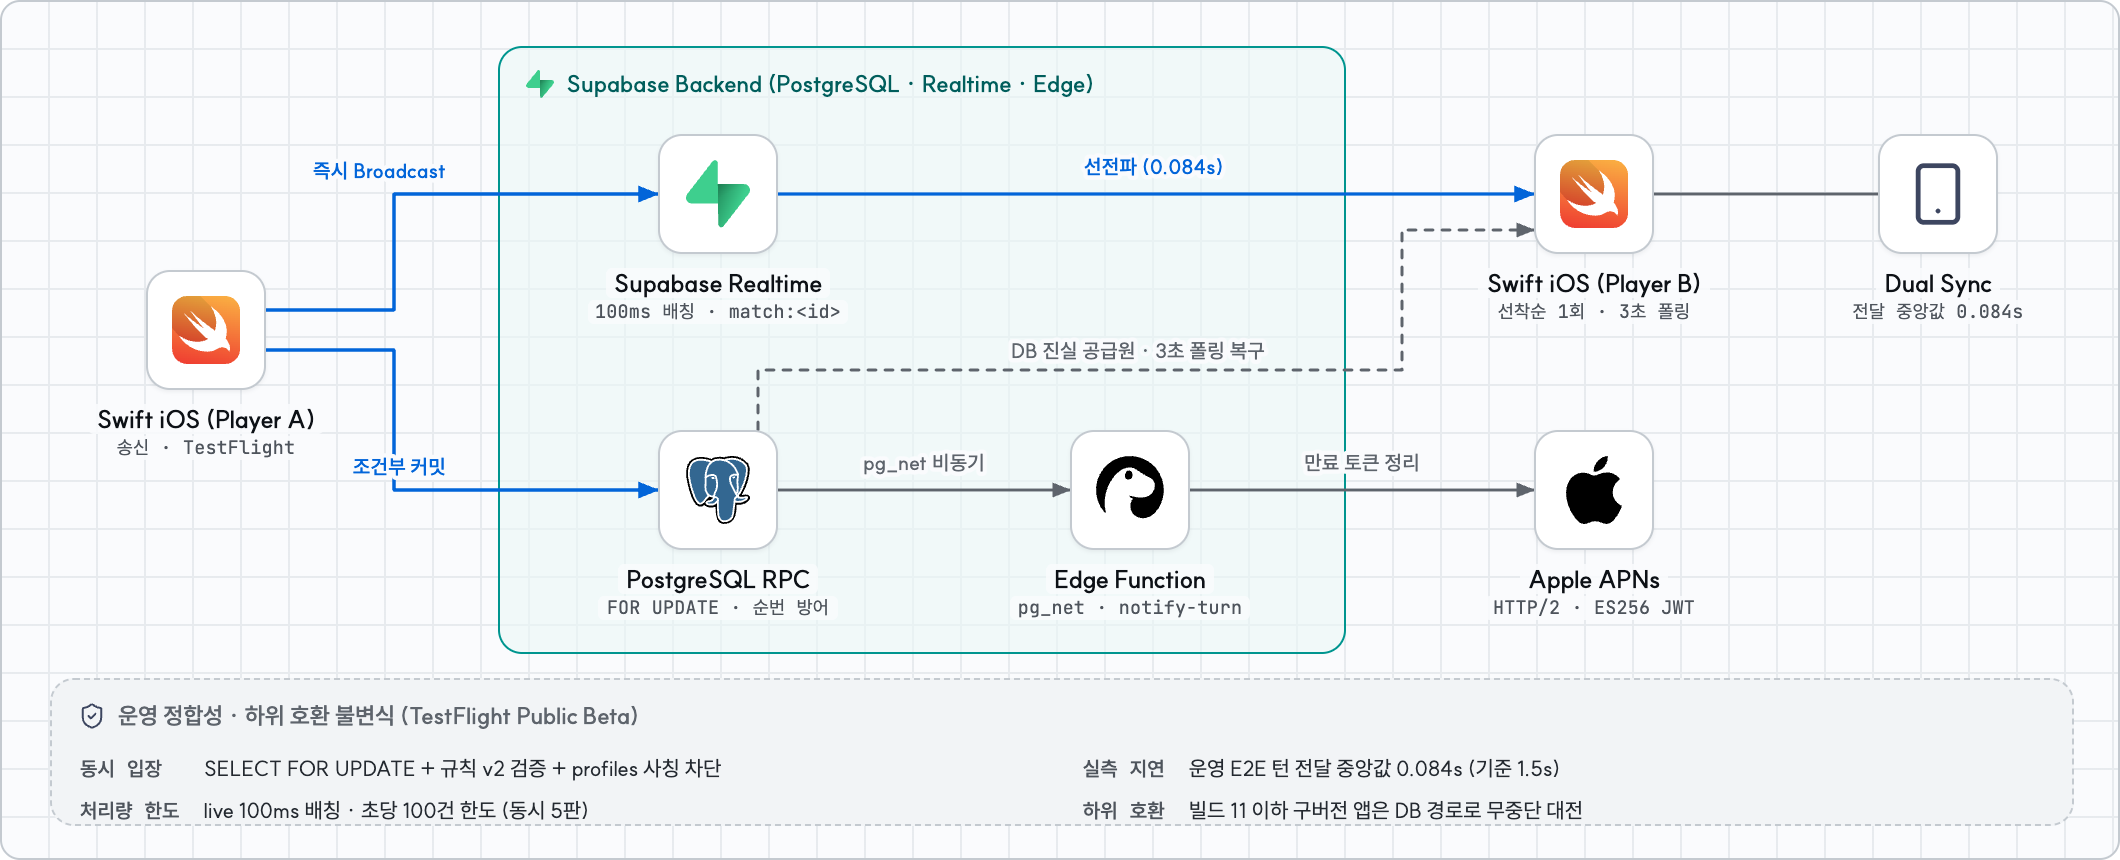 Supabase Backend (PostgreSQL · Realtime · Edge)
즉시 Broadcast
선전파 (0.084s)
Supabase Realtime
100ms 배칭 · match:<id>
Swift iOS (Player B)
선착순 1회 · 3초 폴링
Dual Sync
전달 중앙값 0.084s
DB 진실 공급원 · 3초 폴링 복구
Swift iOS (Player A)
송신 · TestFlight
조건부 커밋
pg_net 비동기
만료 토큰 정리
PostgreSQL RPC
FOR UPDATE · 순번 방어
Edge Function
pg_net · notify-turn
Apple APNs
HTTP/2 · ES256 JWT
운영 정합성 · 하위 호환 불변식 (TestFlight Public Beta)
동시 입장 SELECT FOR UPDATE + 규칙 v2 검증 + profiles 사칭 차단
실측 지연 운영 E2E 턴 전달 중앙값 0.084s (기준 1.5s)
처리량 한도 live 100ms 배칭 · 초당 100건 한도 (동시 5판)
하위 호환 빌드 11 이하 구버전 앱은 DB 경로로 무중단 대전